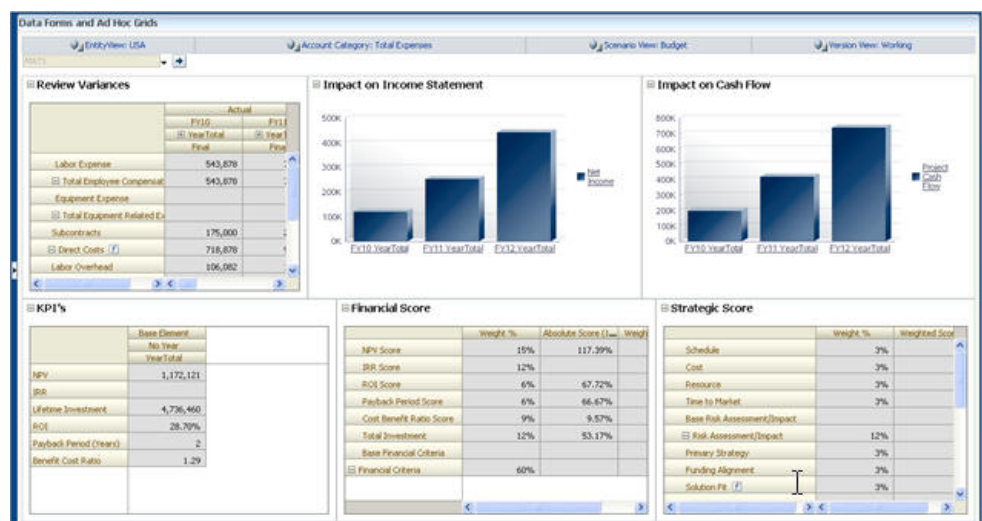 Data Forms and Ad Hoc Grids
EntityView: USA Account Category: Total Expenses Scenario View: Budget Version View: Working
Review Variances
Actual
FY10 FY11
YearTotal
Final
Labor Expense 543,878
Total Employee Compensat 543,878
Equipment Expense
Total Equipment Related Ex
Subcontracts 175,000
Direct Costs 718,878
Labor Overhead 106,082
Impact on Income Statement
500K
400K
300K
200K
100K
0K
FY10 YearTotal FY11 YearTotal FY12 YearTotal
Net
Income
Impact on Cash Flow
800K
700K
600K
500K
400K
300K
200K
100K
0K
FY10 YearTotal FY11 YearTotal FY12 YearTotal
Project
Cash
Flow
KPI's
Base Element
No Year
YearTotal
NPV 1,172,121
IRR
Lifetime Investment 4,736,460
ROI 28.70%
Payback Period (Years) 2
Benefit Cost Ratio 1.29
Financial Score
Weight % Absolute Score (1... Weigh
NPV Score 15% 117.39%
IRR Score 12%
ROI Score 6% 67.72%
Payback Period Score 6% 66.67%
Cost Benefit Ratio Score 9% 9.57%
Total Investment 12% 53.17%
Base Financial Criteria
Financial Criteria 60%
Strategic Score
Weight % Weighted Scor
Schedule 3%
Cost 3%
Resource 3%
Time to Market 3%
Base Risk Assessment/Impact
Risk Assessment/Impact 12%
Primary Strategy 3%
Funding Alignment 3%
Solution Fit 3%